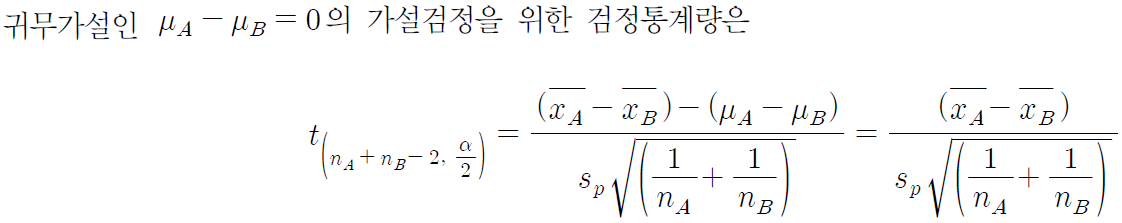 귀무가설인 μ_A − μ_B = 0의 가설검정을 위한 검정통계량은
t_(n_A + n_B − 2, α/2) = ((x̄_A − x̄_B) − (μ_A − μ_B)) / (s_p √(1/n_A + 1/n_B)) = (x̄_A − x̄_B) / (s_p √(1/n_A + 1/n_B))